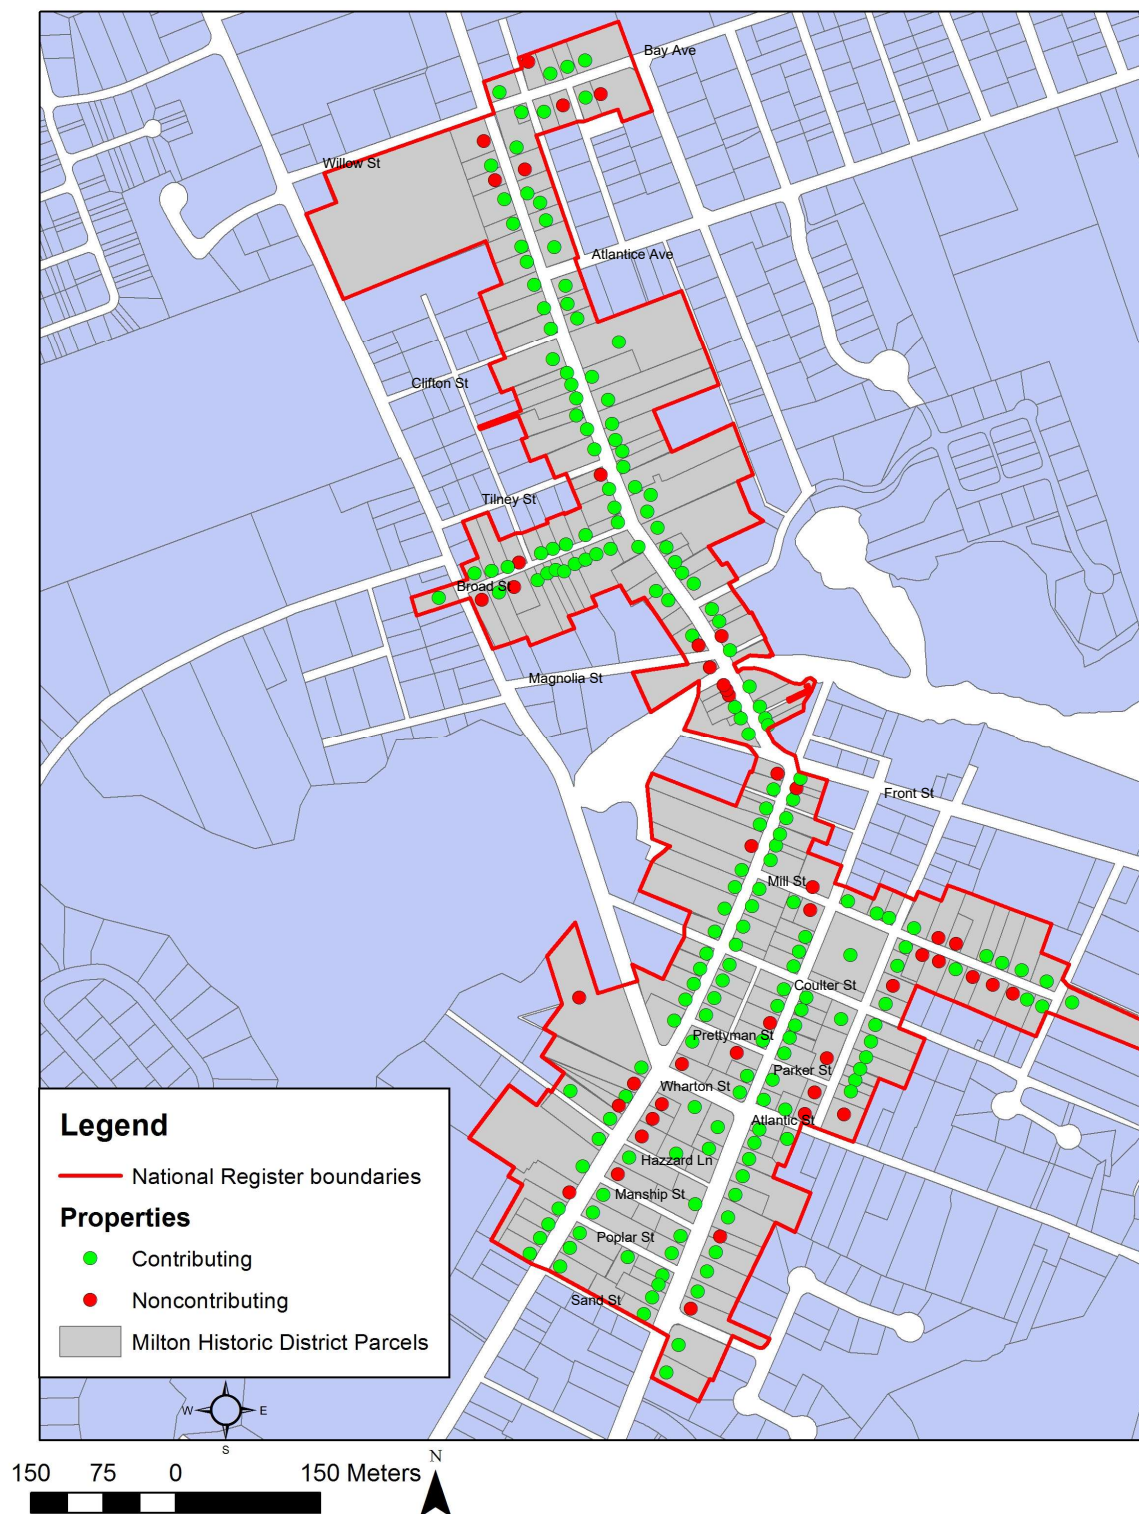 Bay Ave
Willow St
Atlantice Ave
Clifton St
Tilney St
Broad St
Magnolia St
Front St
Mill St
Coulter St
Prettyman St
Parker St
Wharton St
Atlantic St
Hazzard Ln
Manship St
Poplar St
Sand St
Legend
National Register boundaries
Properties
Contributing
Noncontributing
Milton Historic District Parcels
W E
S
N
150 75 0 150 Meters